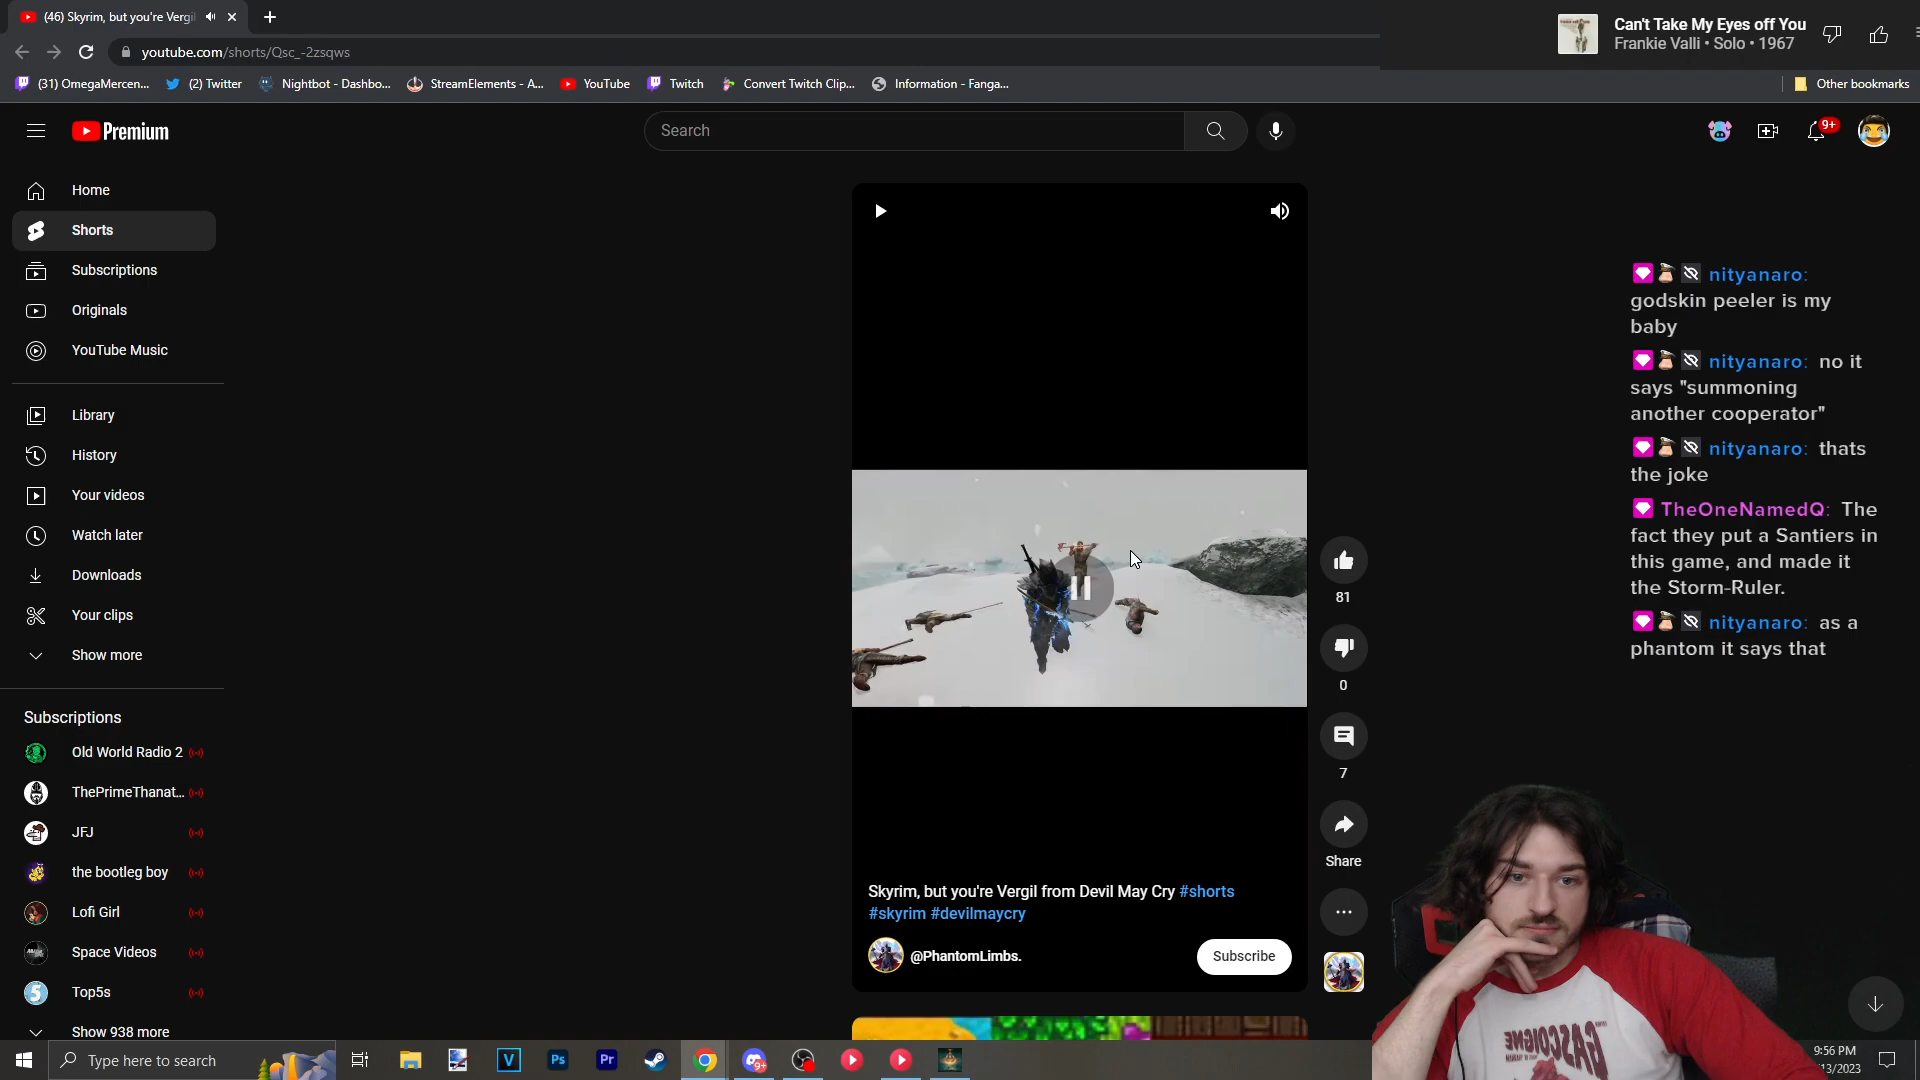 (46) Skyrim, but you're Vergil
youtube.com/shorts/Qsc_-2zsqws
Can't Take My Eyes off You
Frankie Valli • Solo • 1967
(31) OmegaMercen...
(2) Twitter
Nightbot - Dashbo...
StreamElements - A...
YouTube
Twitch
Convert Twitch Clip...
Information - Fanga...
Other bookmarks
Premium
Search
9+
Home
Shorts
Subscriptions
Originals
YouTube Music
Library
History
Your videos
Watch later
Downloads
Your clips
Show more
Subscriptions
Old World Radio 2
ThePrimeThanat...
JFJ
the bootleg boy
Lofi Girl
Space Videos
Top5s
Show 938 more
81
0
7
Share
Skyrim, but you're Vergil from Devil May Cry #shorts
#skyrim #devilmaycry
@PhantomLimbs.
Subscribe
nityanaro:
godskin peeler is my
baby
nityanaro: no it
says "summoning
another cooperator"
nityanaro: thats
the joke
TheOneNamedQ: The
fact they put a Santiers in
this game, and made it
the Storm-Ruler.
nityanaro: as a
phantom it says that
GASCOIGNE
Type here to search
V
Ps
Pr
9+
9:56 PM
13/2023